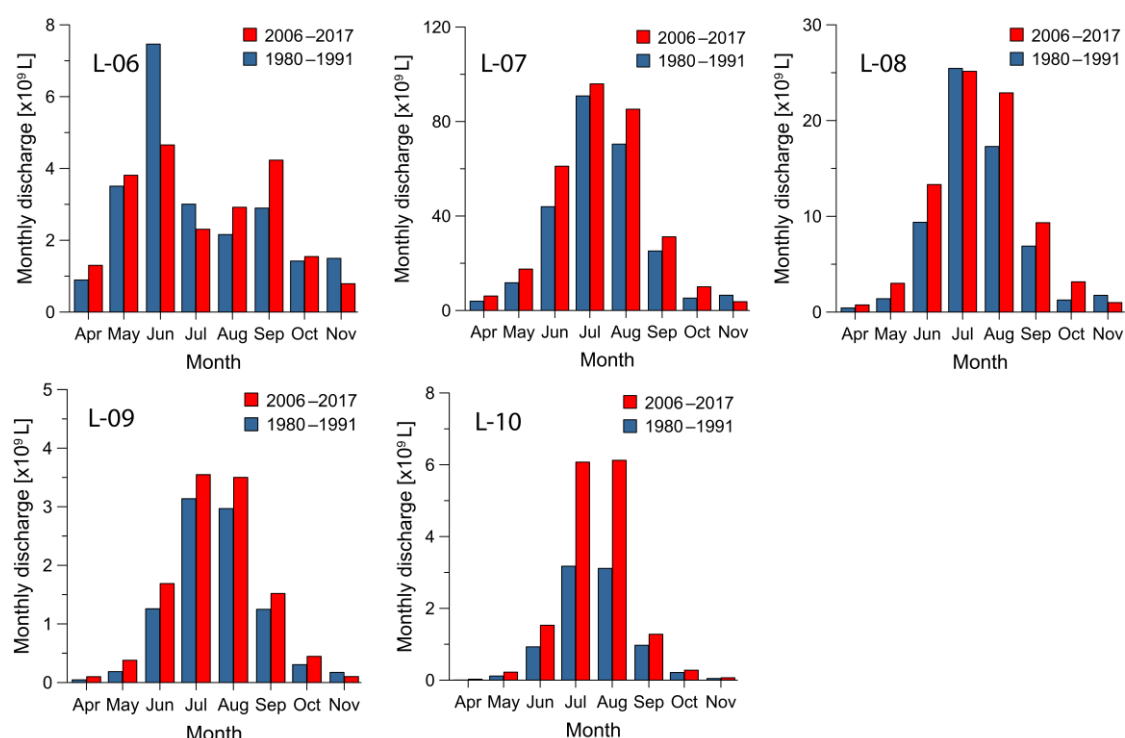 L-06
2006–2017
1980–1991
Monthly discharge [x10⁹ L]
8
6
4
2
0
Apr May Jun Jul Aug Sep Oct Nov
Month
L-07
2006–2017
1980–1991
Monthly discharge [x10⁹ L]
120
80
40
0
Apr May Jun Jul Aug Sep Oct Nov
Month
L-08
2006–2017
1980–1991
Monthly discharge [x10⁹ L]
30
20
10
0
Apr May Jun Jul Aug Sep Oct Nov
Month
L-09
2006–2017
1980–1991
Monthly discharge [x10⁹ L]
5
4
3
2
1
0
Apr May Jun Jul Aug Sep Oct Nov
Month
L-10
2006–2017
1980–1991
Monthly discharge [x10⁹ L]
8
6
4
2
0
Apr May Jun Jul Aug Sep Oct Nov
Month